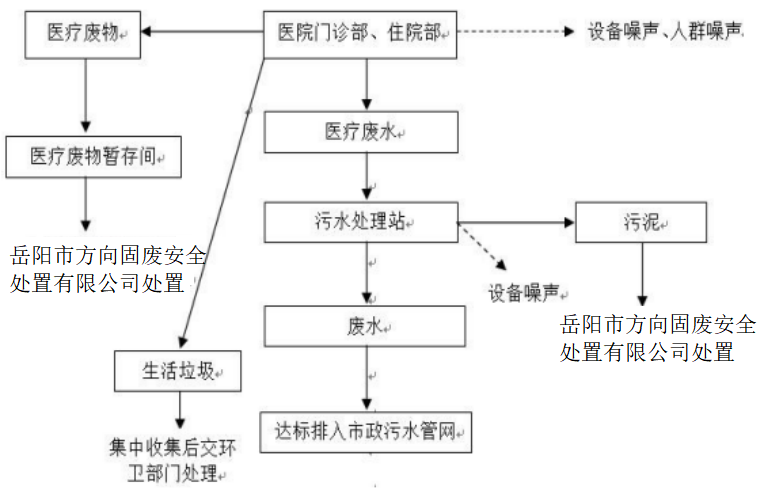 医疗废物
医院门诊部、住院部
设备噪声、人群噪声
医疗废水
医疗废物暂存间
污水处理站
污泥
岳阳市方向固废安全
处置有限公司处置
设备噪声
废水
岳阳市方向固废安全
处置有限公司处置
生活垃圾
达标排入市政污水管网
集中收集后交环
卫部门处理